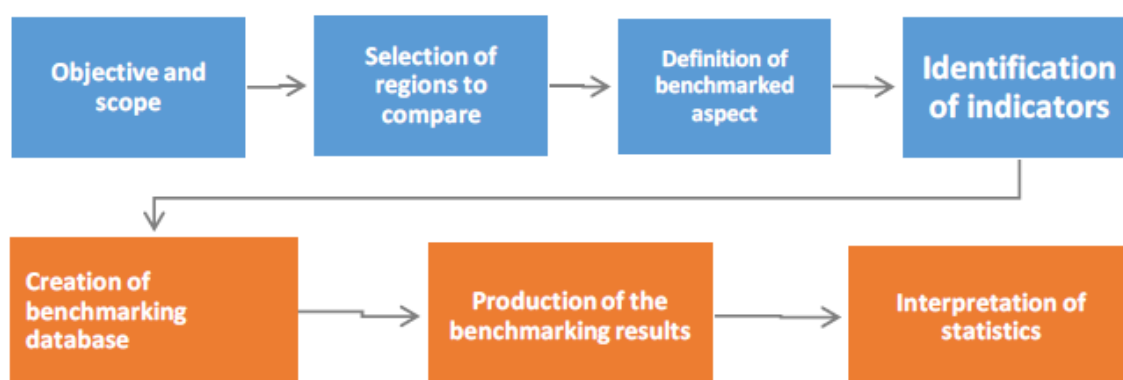 Objective and
scope
Selection of
regions to
compare
Definition of
benchmarked
aspect
Identification
of indicators
Creation of
benchmarking
database
Production of the
benchmarking results
Interpretation of
statistics